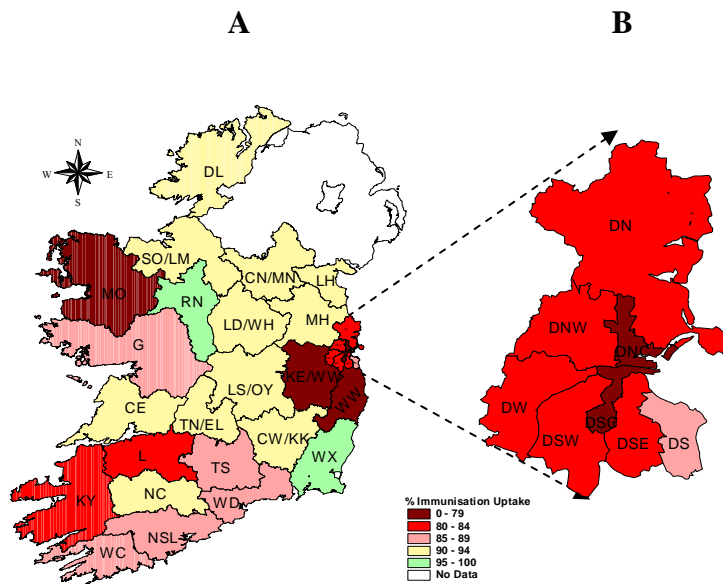 A B
N
W E
S
DL
DN
SO/LM
CN/MN
LH
MO
RN
LD/WH
MH
DNW
DNC
G
KE/WW
LS/OY
WW
CE
TN/EL
DW
DSC
CW/KK
DSW
DSE
DS
L
TS
WX
KY
NC
WD
NSL
WC
% Immunisation Uptake
0 - 79
80 - 84
85 - 89
90 - 94
95 - 100
No Data